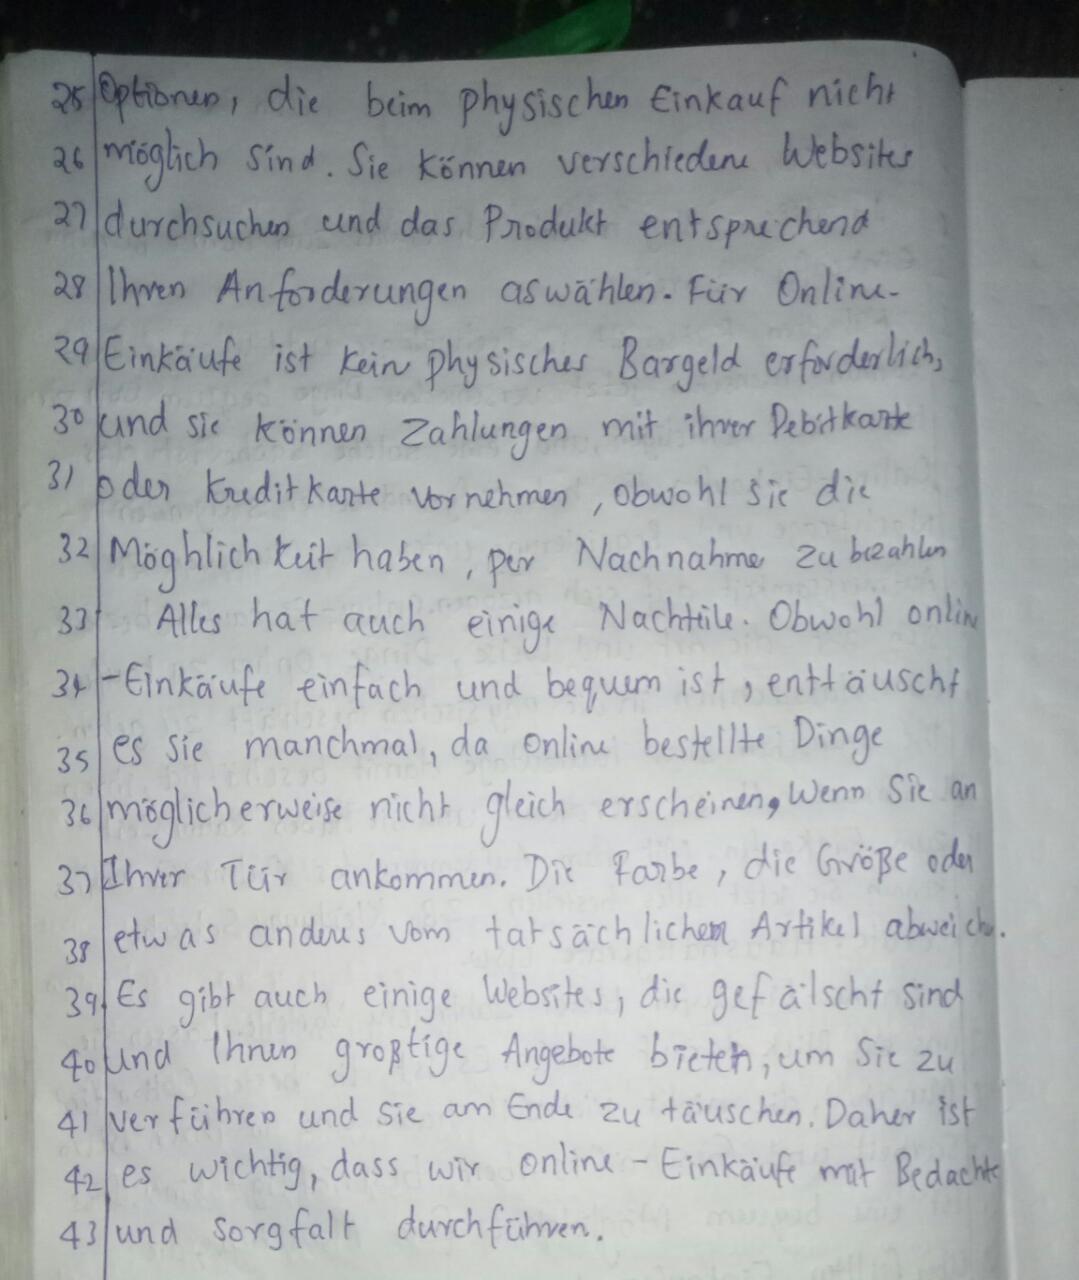 25 Optionen, die beim physischen Einkauf nicht
26 möglich sind. Sie können verschiedene Websites
27 durchsuchen und das Produkt entsprechend
28 Ihren Anforderungen aswählen. Für Online-
29 Einkäufe ist kein physisches Bargeld erforderlich,
30 und sie können Zahlungen mit ihrer Debitkarte
31 oder Kreditkarte vornehmen, obwohl sie die
32 Möghlichkeit haben, per Nachnahme zu bezahlen
33 Alles hat auch einige Nachteile. Obwohl online
34 -Einkäufe einfach und bequem ist, enttäuscht
35 es sie manchmal, da online bestellte Dinge
36 möglicherweise nicht gleich erscheinen, Wenn Sie an
37 Ihrer Tür ankommen. Die Farbe, die Größe oder
38 etwas anderes vom tatsächlichem Artikel abweichen.
39 Es gibt auch einige Websites, die gefälscht sind
40 und Ihnen großtige Angebote bieten, um Sie zu
41 verführen und sie am Ende zu täuschen. Daher ist
42 es wichtig, dass wir online-Einkäufe mit Bedachte
43 und sorgfalt durchführen.